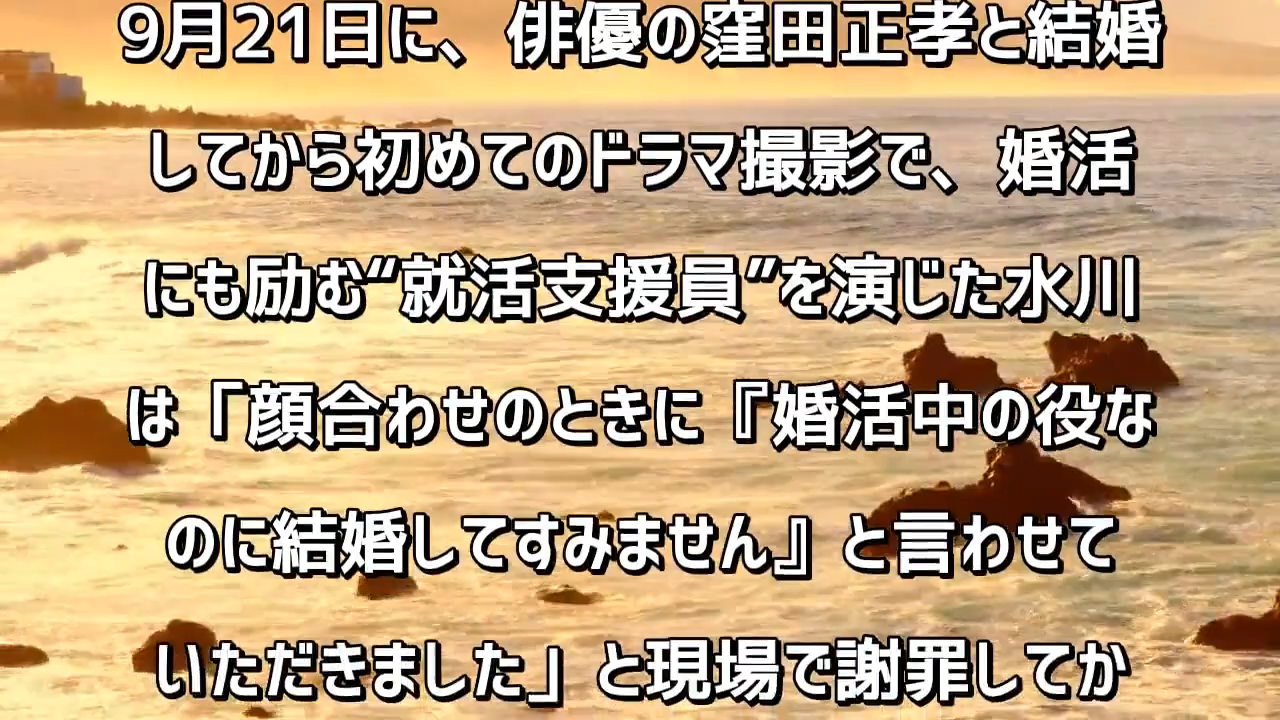 9月21日に、俳優の窪田正孝と結婚
してから初めてのドラマ撮影で、婚活
にも励む“就活支援員”を演じた水川
は「顔合わせのときに『婚活中の役な
のに結婚してすみません』と言わせて
いただきました」と現場で謝罪してか